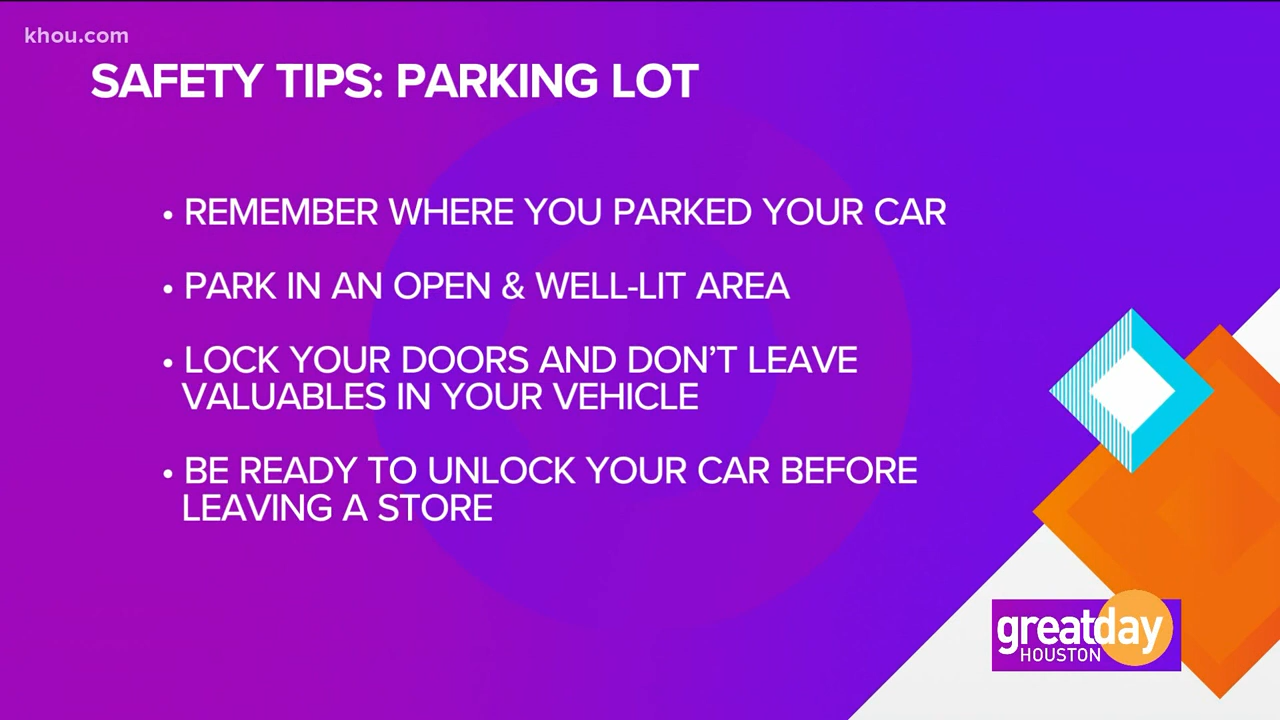 khou.com
SAFETY TIPS: PARKING LOT
• REMEMBER WHERE YOU PARKED YOUR CAR
• PARK IN AN OPEN & WELL-LIT AREA
• LOCK YOUR DOORS AND DON’T LEAVE
VALUABLES IN YOUR VEHICLE
• BE READY TO UNLOCK YOUR CAR BEFORE
LEAVING A STORE
greatday
HOUSTON